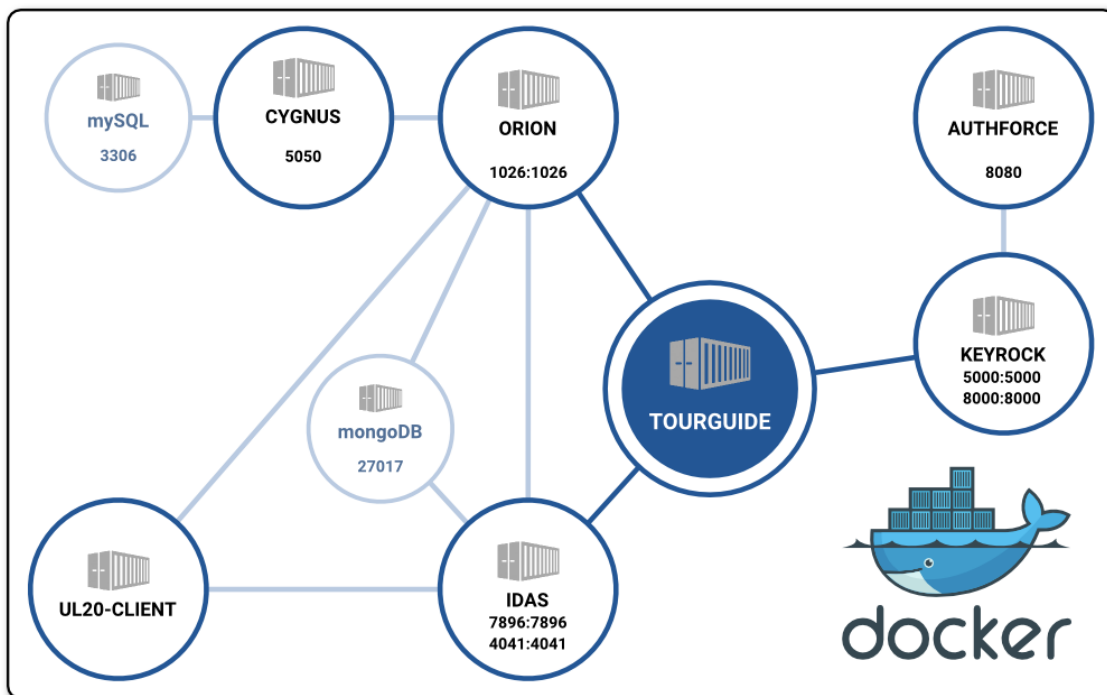 mySQL
3306
CYGNUS
5050
ORION
1026:1026
AUTHFORCE
8080
KEYROCK
5000:5000
8000:8000
TOURGUIDE
mongoDB
27017
UL20-CLIENT
IDAS
7896:7896
4041:4041
docker